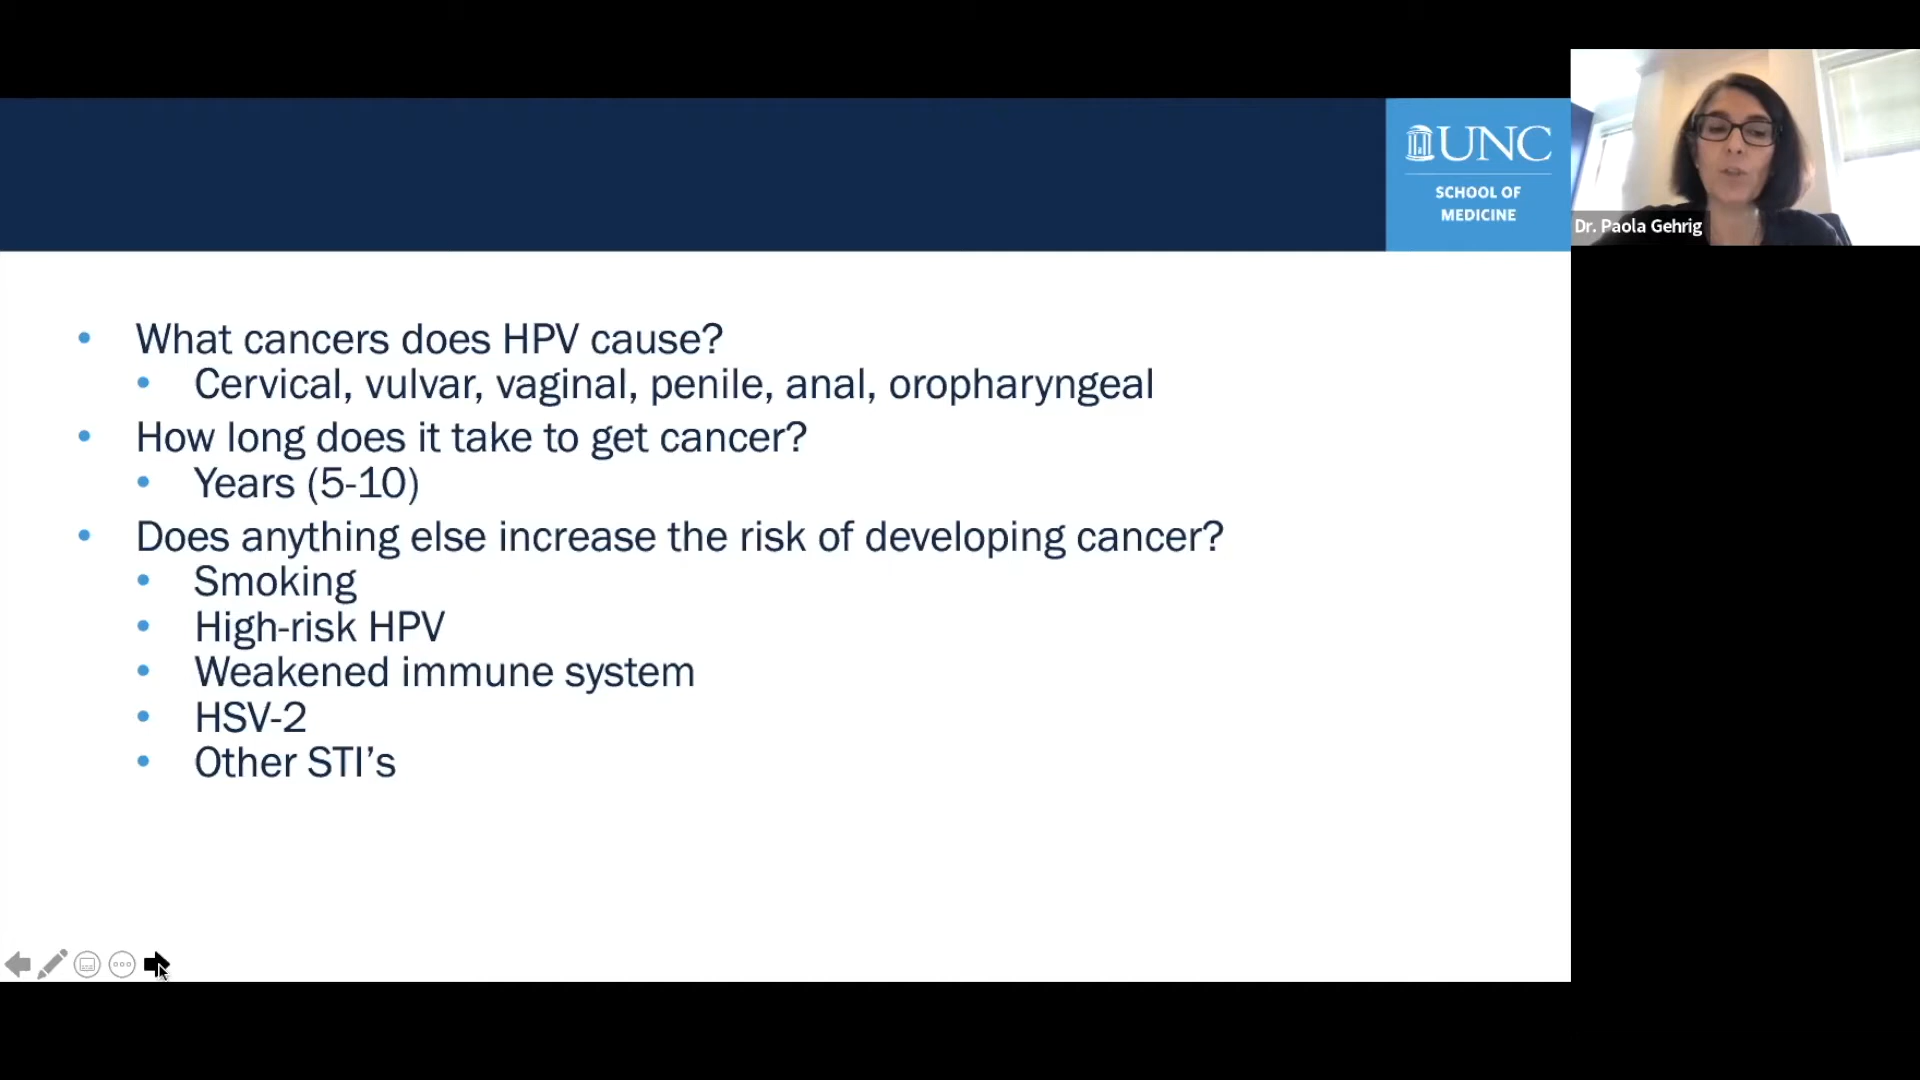 UNC
SCHOOL OF
MEDICINE
Dr. Paola Gehrig
• What cancers does HPV cause?
• Cervical, vulvar, vaginal, penile, anal, oropharyngeal
• How long does it take to get cancer?
• Years (5-10)
• Does anything else increase the risk of developing cancer?
• Smoking
• High-risk HPV
• Weakened immune system
• HSV-2
• Other STI’s